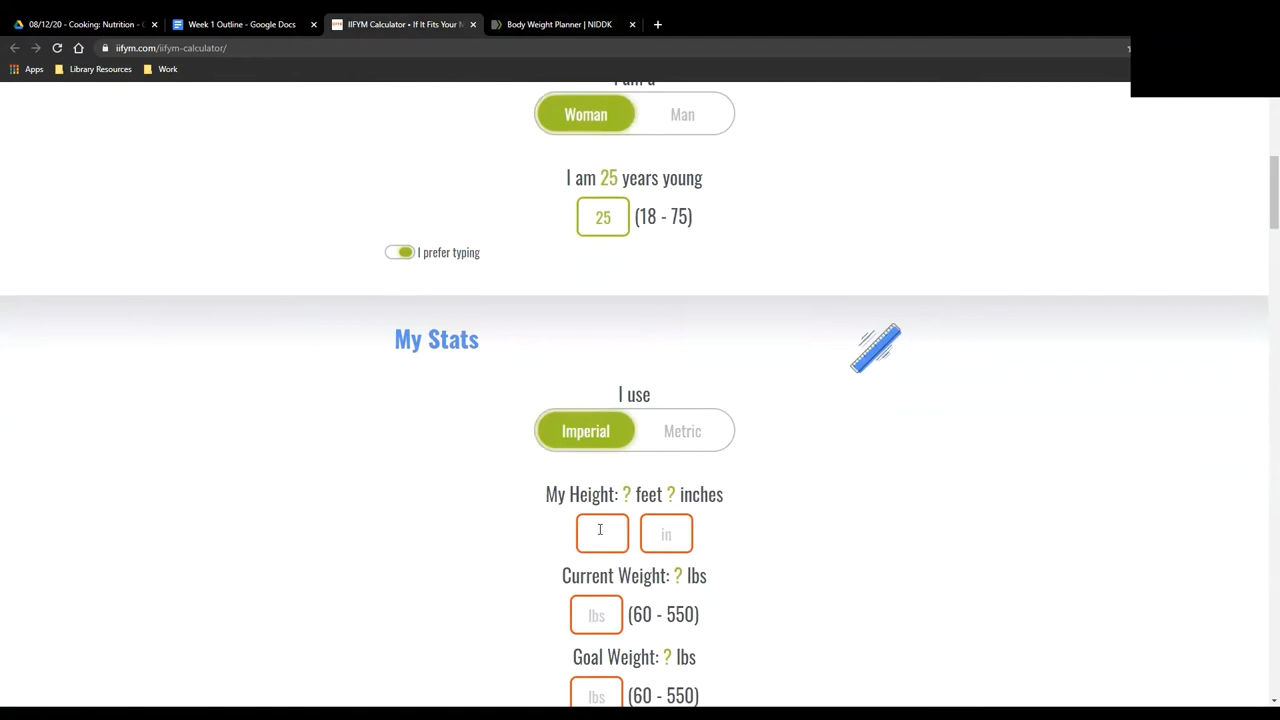 08/12/20 - Cooking: Nutrition -
Week 1 Outline - Google Docs
IIFYM Calculator • If It Fits Your M
Body Weight Planner | NIDDK
iifym.com/iifym-calculator/
Apps
Library Resources
Work
I am a
Woman
Man
I am 25 years young
25
(18 - 75)
I prefer typing
My Stats
I use
Imperial
Metric
My Height: ? feet ? inches
in
Current Weight: ? lbs
lbs
(60 - 550)
Goal Weight: ? lbs
lbs
(60 - 550)